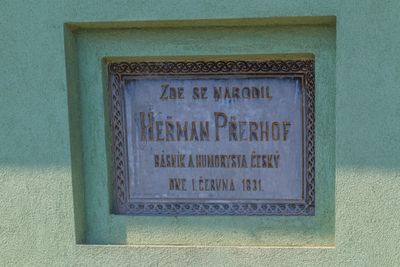 ZDE SE NARODIL
HEŘMAN PŘERHOF
BÁSNÍK A HUMORYSTA ČESKÝ
DNE 1. ČERVNA 1831.